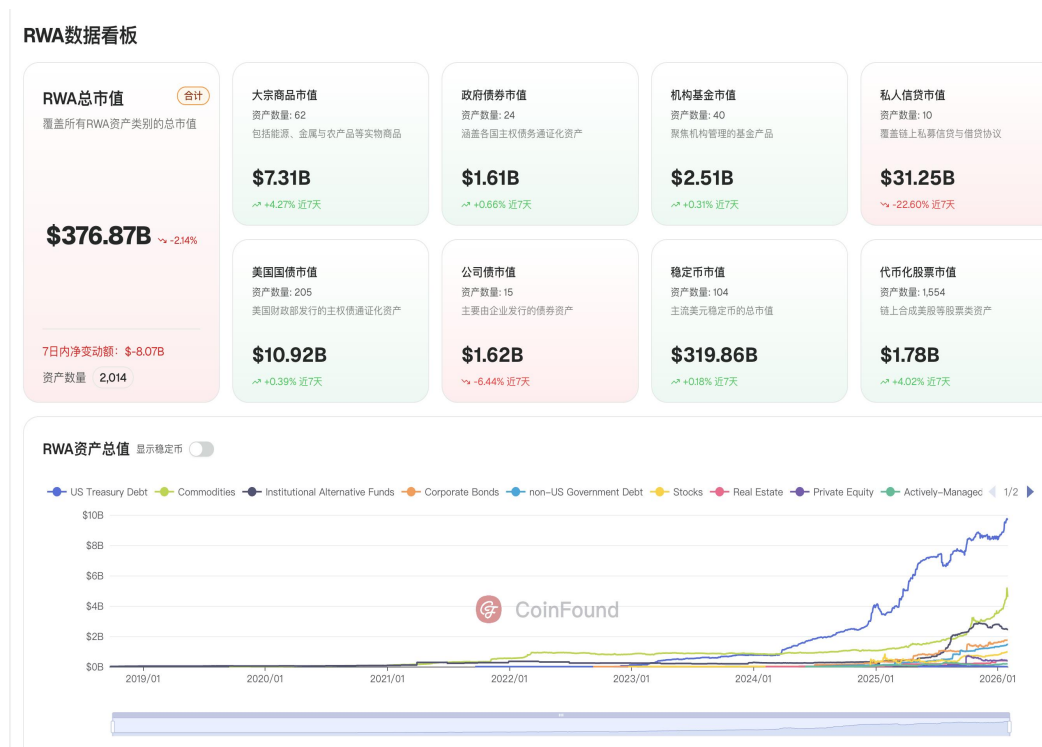 RWA数据看板
RWA总市值
合计
覆盖所有RWA资产类别的总市值
$376.87B
-2.14%
7日内净变动额：$-8.07B
资产数量 2,014
大宗商品市值
资产数量: 62
包括能源、金属与农产品等实物商品
$7.31B
+4.27% 近7天
政府债券市值
资产数量: 24
涵盖各国主权债务通证化资产
$1.61B
+0.66% 近7天
机构基金市值
资产数量: 40
聚焦机构管理的基金产品
$2.51B
+0.31% 近7天
私人信贷市值
资产数量: 10
覆盖链上私募信贷与借贷协议
$31.25B
-22.60% 近7天
美国国债市值
资产数量: 205
美国财政部发行的主权债通证化资产
$10.92B
+0.39% 近7天
公司债市值
资产数量: 15
主要由企业发行的债券资产
$1.62B
-6.44% 近7天
稳定币市值
资产数量: 104
主流美元稳定币的总市值
$319.86B
+0.18% 近7天
代币化股票市值
资产数量: 1,554
链上合成美股等股票类资产
$1.78B
+4.02% 近7天
RWA资产总值 显示稳定币
US Treasury Debt Commodities Institutional Alternative Funds Corporate Bonds non-US Government Debt Stocks Real Estate Private Equity Actively-Managed 1/2
$10B
$8B
$6B
$4B
$2B
$0B
CoinFound
2019/01 2020/01 2021/01 2022/01 2023/01 2024/01 2025/01 2026/01